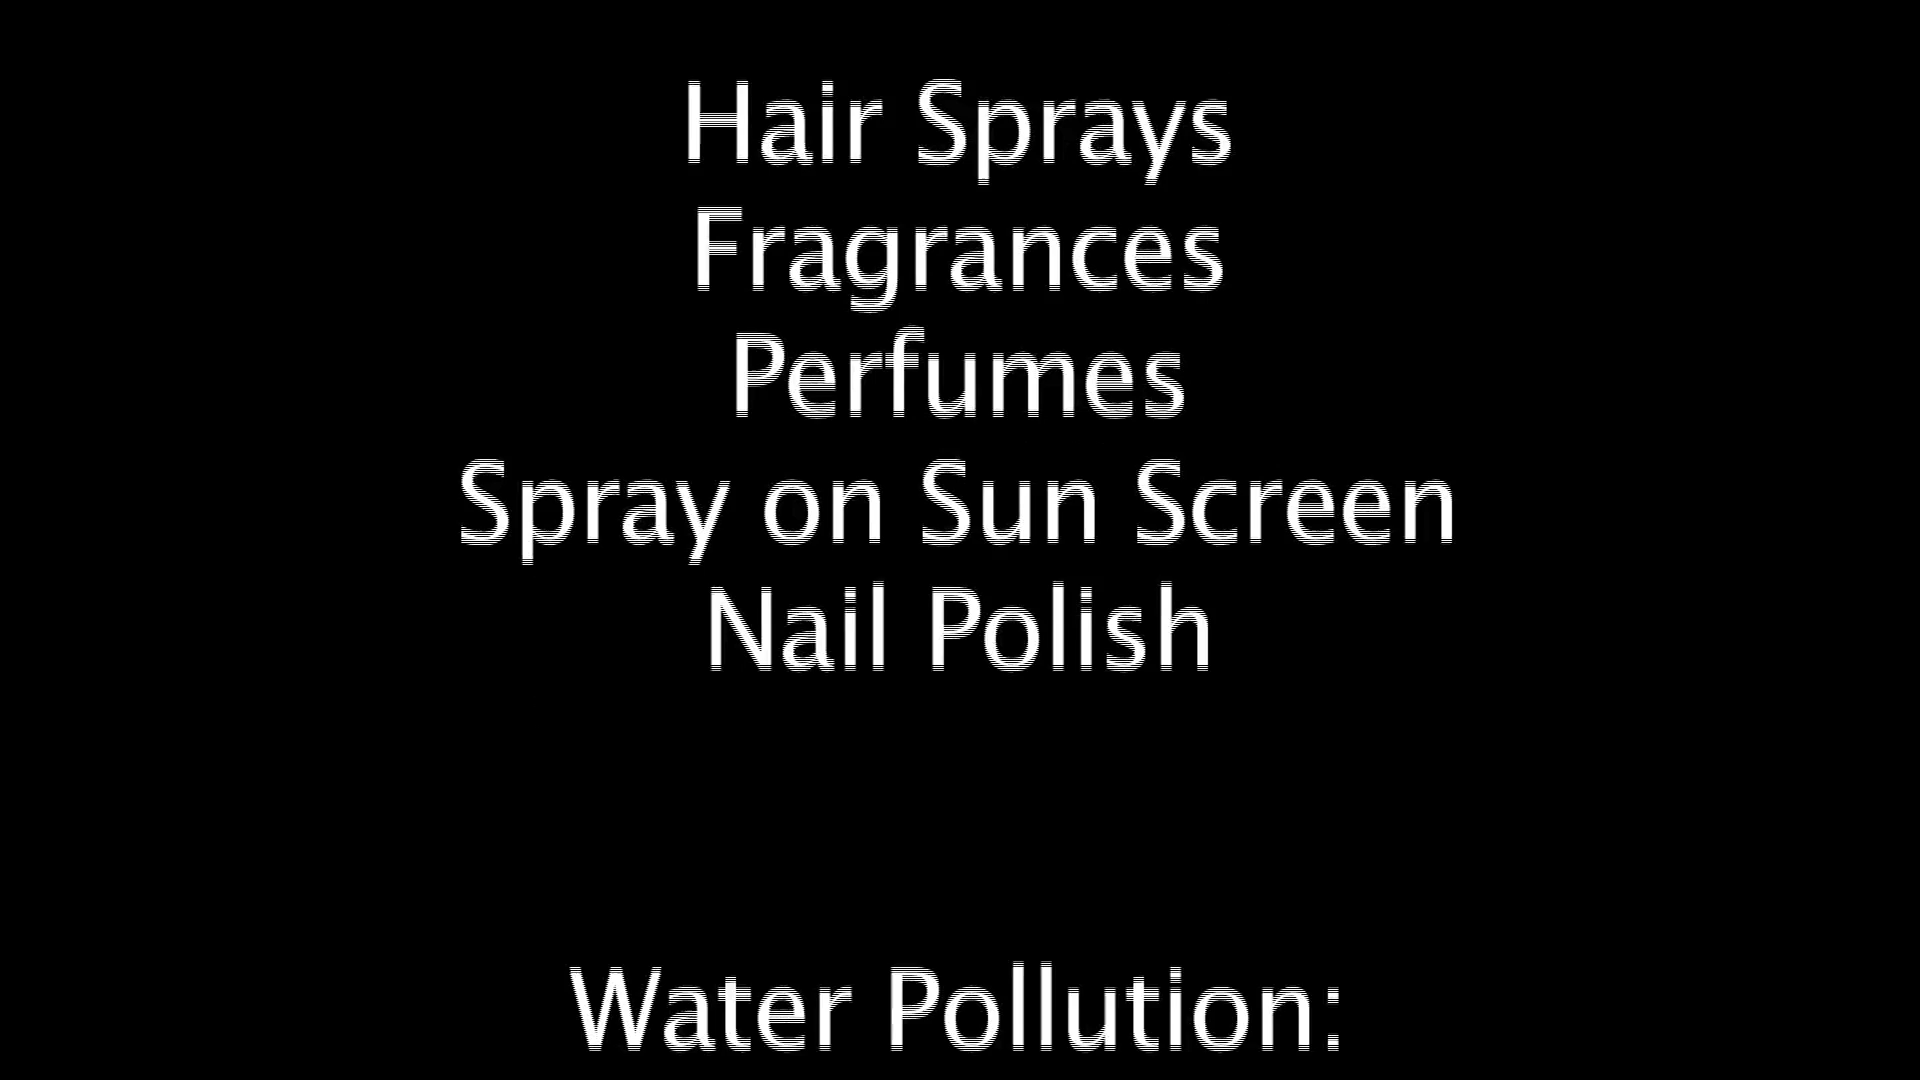 Hair Sprays
Fragrances
Perfumes
Spray on Sun Screen
Nail Polish
Water Pollution: